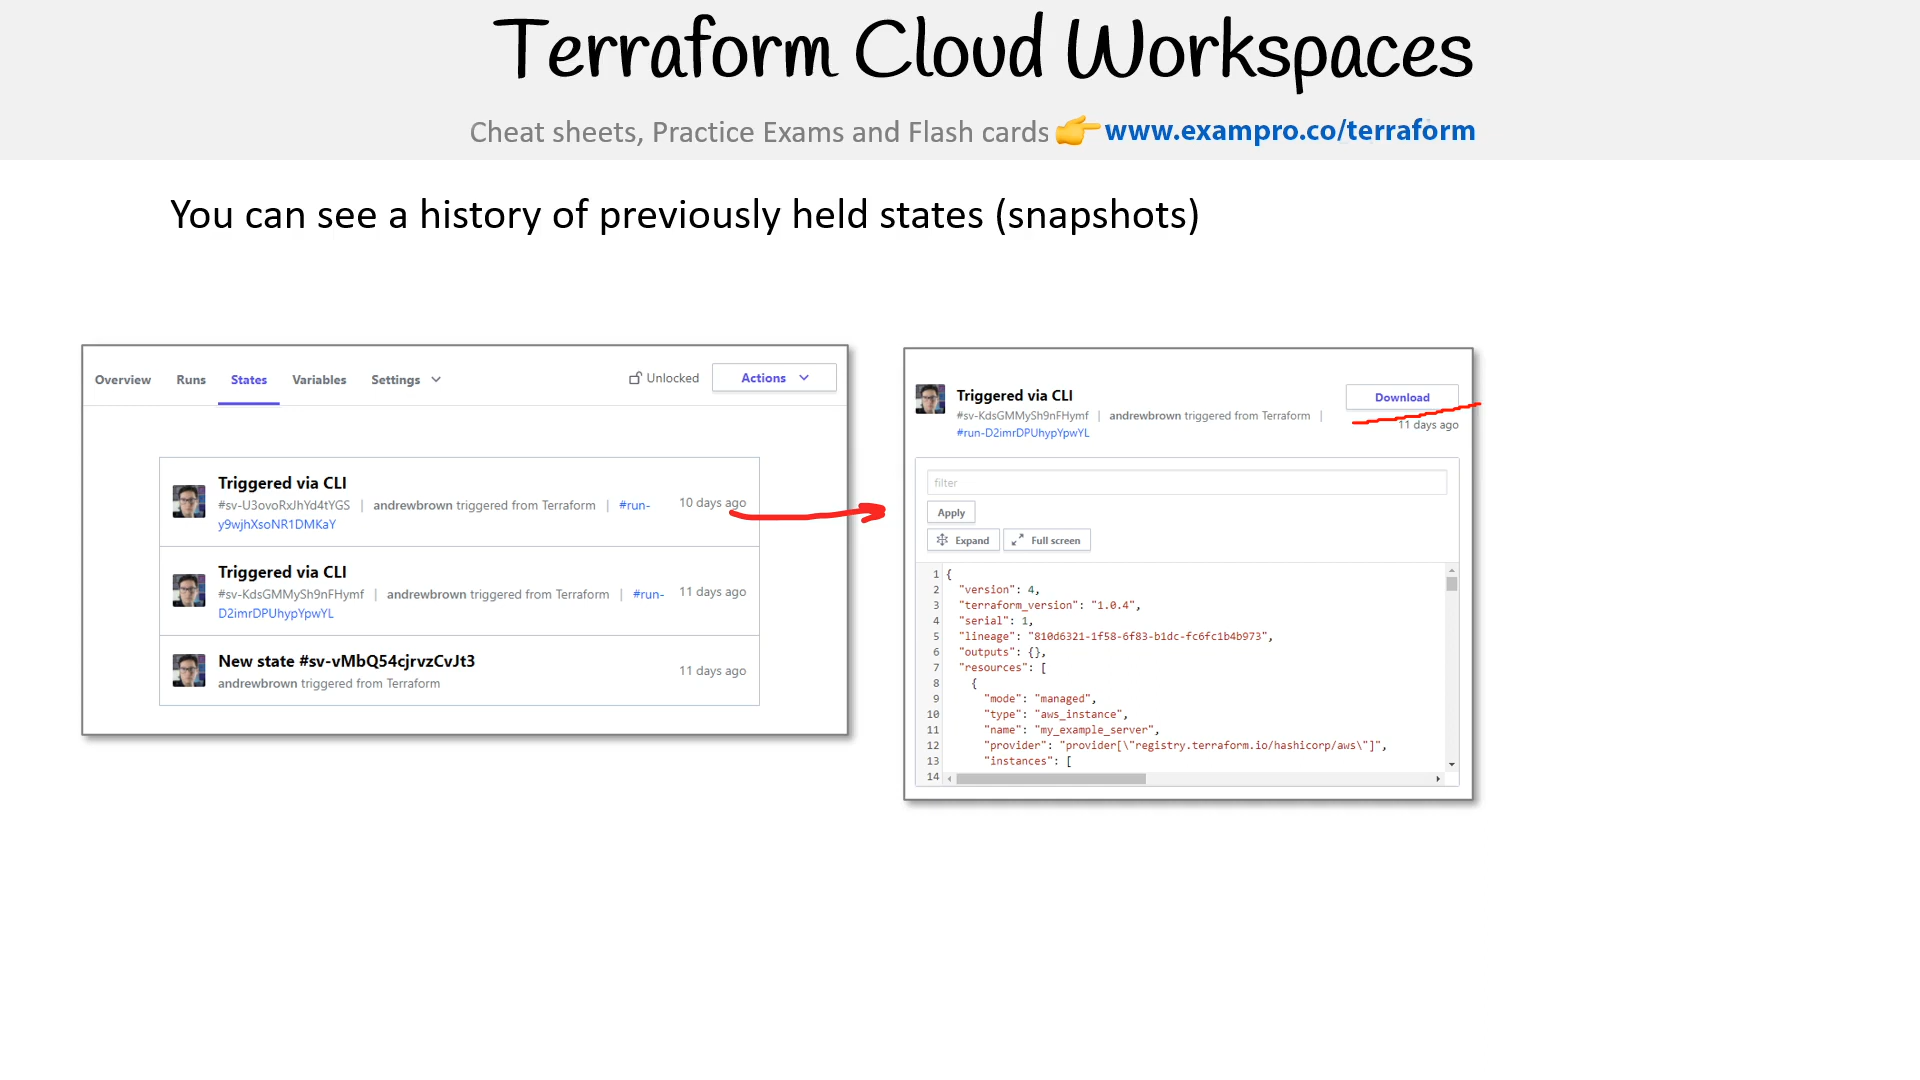 Terraform Cloud Workspaces
Cheat sheets, Practice Exams and Flash cards 👉 www.exampro.co/terraform
You can see a history of previously held states (snapshots)
Overview Runs States Variables Settings Unlocked Actions
Triggered via CLI
#sv-U3ovoRxJhYd4tYGS | andrewbrown triggered from Terraform | #run-
y9wjhXsoNR1DMKaY
10 days ago
Triggered via CLI
#sv-KdsGMMySh9nFHymf | andrewbrown triggered from Terraform | #run-
D2imrDPUhypYpwYL
11 days ago
New state #sv-vMbQ54cjrvzCvJt3
andrewbrown triggered from Terraform
11 days ago
Triggered via CLI
#sv-KdsGMMySh9nFHymf | andrewbrown triggered from Terraform |
#run-D2imrDPUhypYpwYL
Download
11 days ago
filter
Apply
Expand Full screen
1 {
2 "version": 4,
3 "terraform_version": "1.0.4",
4 "serial": 1,
5 "lineage": "810d6321-1f58-6f83-b1dc-fc6fc1b4b973",
6 "outputs": {},
7 "resources": [
8 {
9 "mode": "managed",
10 "type": "aws_instance",
11 "name": "my_example_server",
12 "provider": "provider[\"registry.terraform.io/hashicorp/aws\"]",
13 "instances": [
14